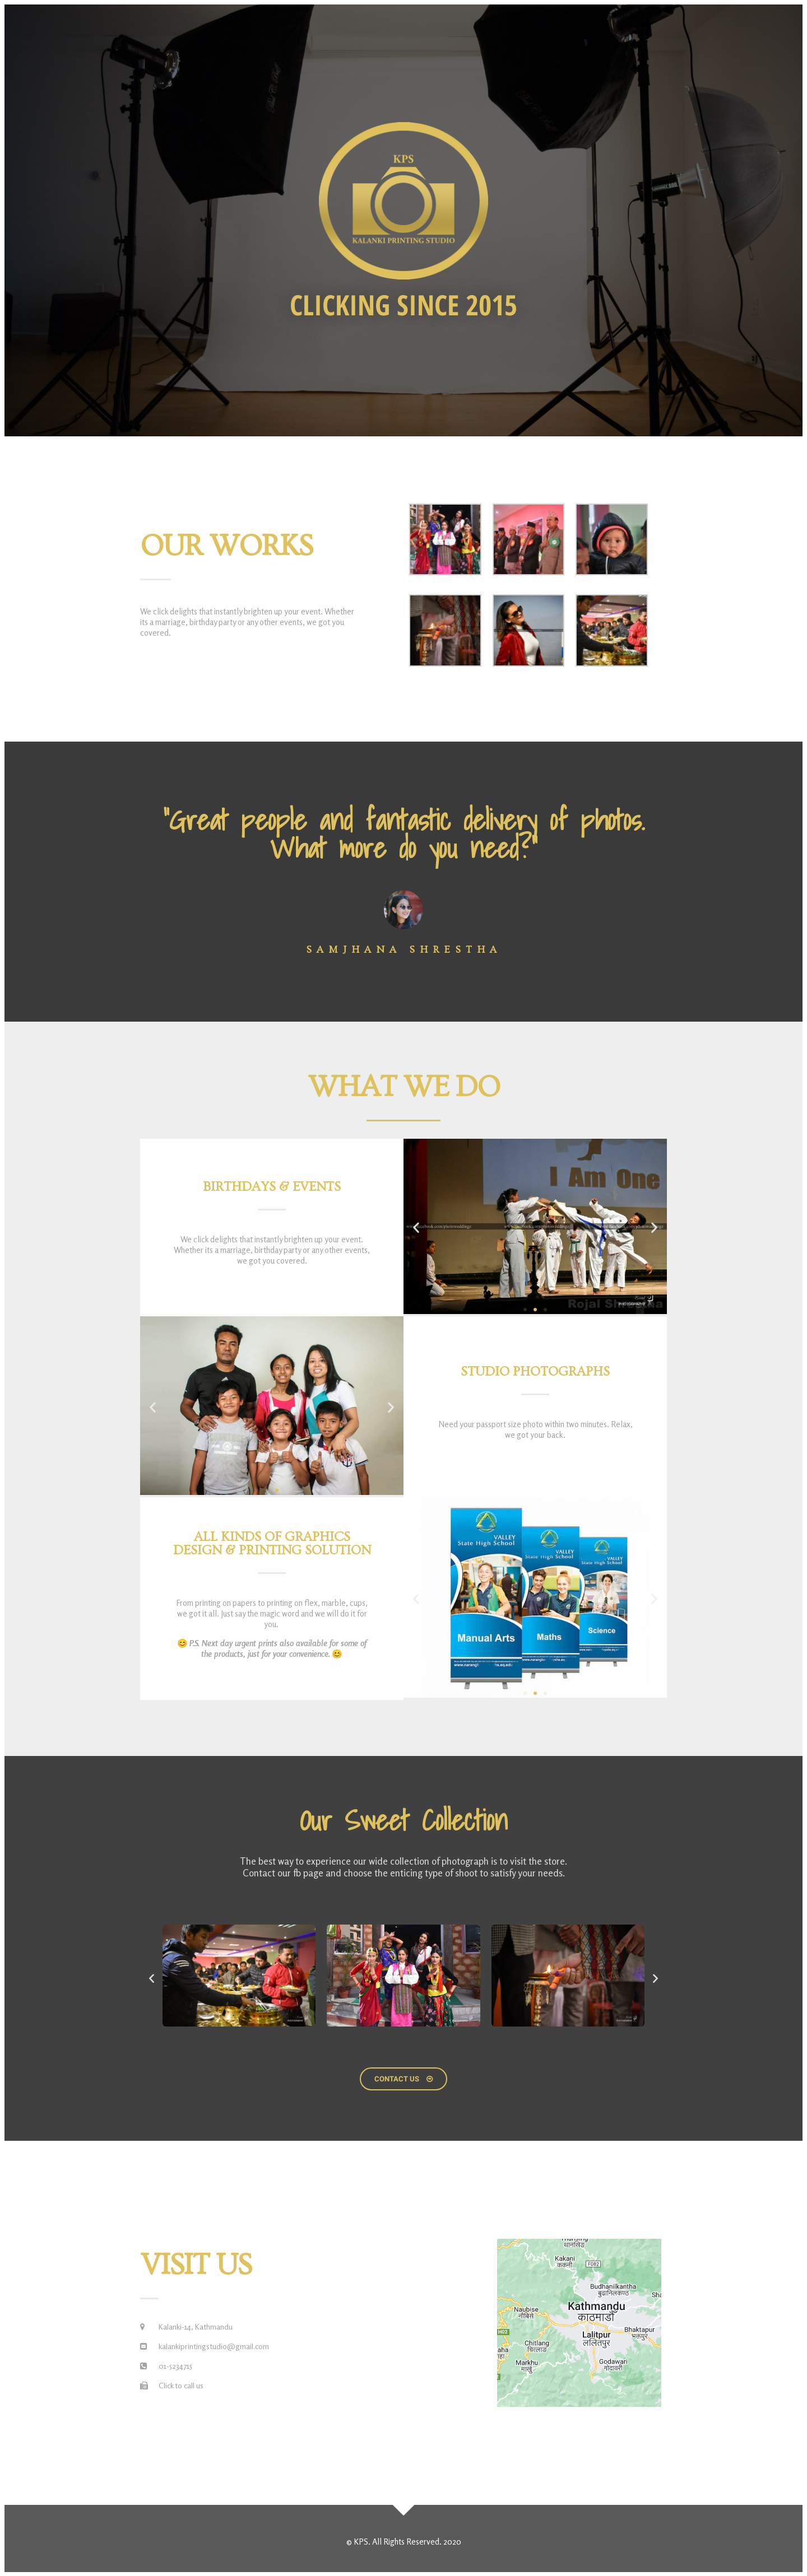 KPS
KALANKI PRINTING STUDIO
CLICKING SINCE 2015
OUR WORKS
We click delights that instantly brighten up your event. Whether
its a marriage, birthday party or any other events, we got you
covered.
"Great people and fantastic delivery of photos.
What more do you need?"
SAMJHANA SHRESTHA
WHAT WE DO
BIRTHDAYS & EVENTS
We click delights that instantly brighten up your event.
Whether its a marriage, birthday party or any other events,
we got you covered.
I Am One
STUDIO PHOTOGRAPHS
Need your passport size photo within two minutes. Relax,
we got your back.
ALL KINDS OF GRAPHICS
DESIGN & PRINTING SOLUTION
From printing on papers to printing on flex, marble, cups,
we got it all. Just say the magic word and we will do it for
you.
😊 P.S. Next day urgent prints also available for some of
the products, just for your convenience. 😊
VALLEY
State High School
VALLEY
State High School
VALLEY
State High School
Manual Arts
Maths
Science
Our Sweet Collection
The best way to experience our wide collection of photograph is to visit the store.
Contact our fb page and choose the enticing type of shoot to satisfy your needs.
CONTACT US
VISIT US
Kalanki-14, Kathmandu
kalankiprintingstudio@gmail.com
01-5234715
Click to call us
Kakani
ककनी
Budhanilkantha
बुढानिलकण्ठ
Naubise
नौबिसे
Kathmandu
काठमाडौं
Lalitpur
ललितपुर
Bhaktapur
भक्तपुर
Chitlang
चित्लाङ
Markhu
मार्खु
Godawari
गोदावरी
© KPS. All Rights Reserved. 2020